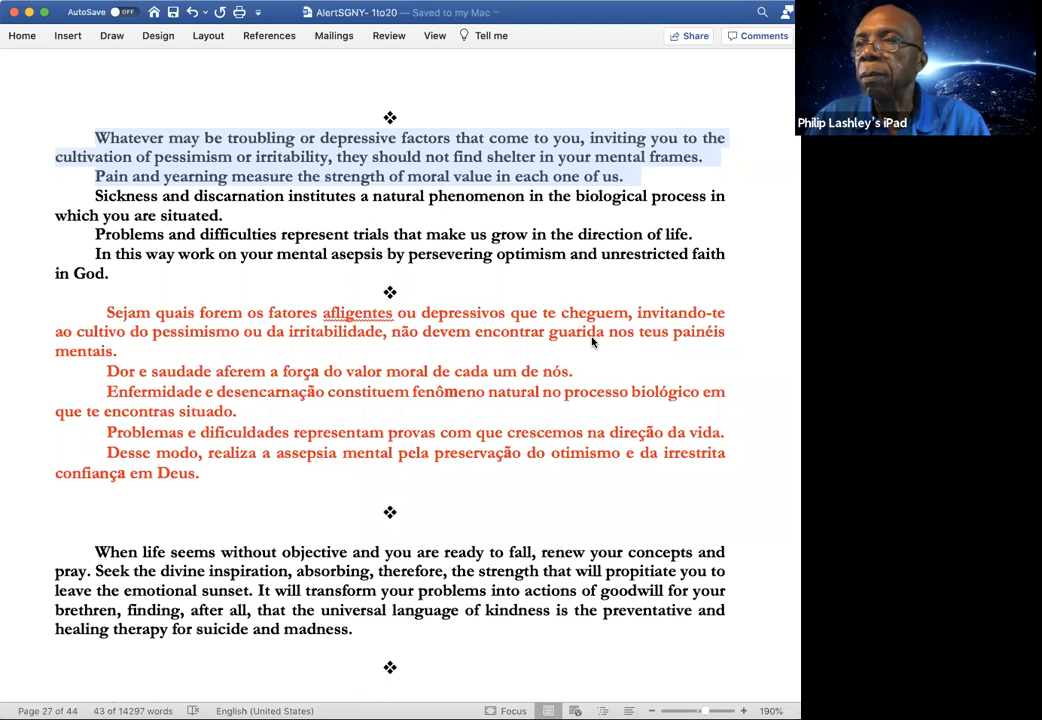 AutoSave OFF AlertSGNY- 1to20 — Saved to my Mac
Home Insert Draw Design Layout References Mailings Review View Tell me Share Comments
Philip Lashley's iPad
❖
Whatever may be troubling or depressive factors that come to you, inviting you to the
cultivation of pessimism or irritability, they should not find shelter in your mental frames.
Pain and yearning measure the strength of moral value in each one of us.
Sickness and discarnation institutes a natural phenomenon in the biological process in
which you are situated.
Problems and difficulties represent trials that make us grow in the direction of life.
In this way work on your mental asepsis by persevering optimism and unrestricted faith
in God.
❖
Sejam quais forem os fatores afligentes ou depressivos que te cheguem, invitando-te
ao cultivo do pessimismo ou da irritabilidade, não devem encontrar guarida nos teus painéis
mentais.
Dor e saudade aferem a força do valor moral de cada um de nós.
Enfermidade e desencarnação constituem fenômeno natural no processo biológico em
que te encontras situado.
Problemas e dificuldades representam provas com que crescemos na direção da vida.
Desse modo, realiza a assepsia mental pela preservação do otimismo e da irrestrita
confiança em Deus.
❖
When life seems without objective and you are ready to fall, renew your concepts and
pray. Seek the divine inspiration, absorbing, therefore, the strength that will propitiate you to
leave the emotional sunset. It will transform your problems into actions of goodwill for your
brethren, finding, after all, that the universal language of kindness is the preventative and
healing therapy for suicide and madness.
❖
Page 27 of 44 43 of 14297 words English (United States) Focus 190%